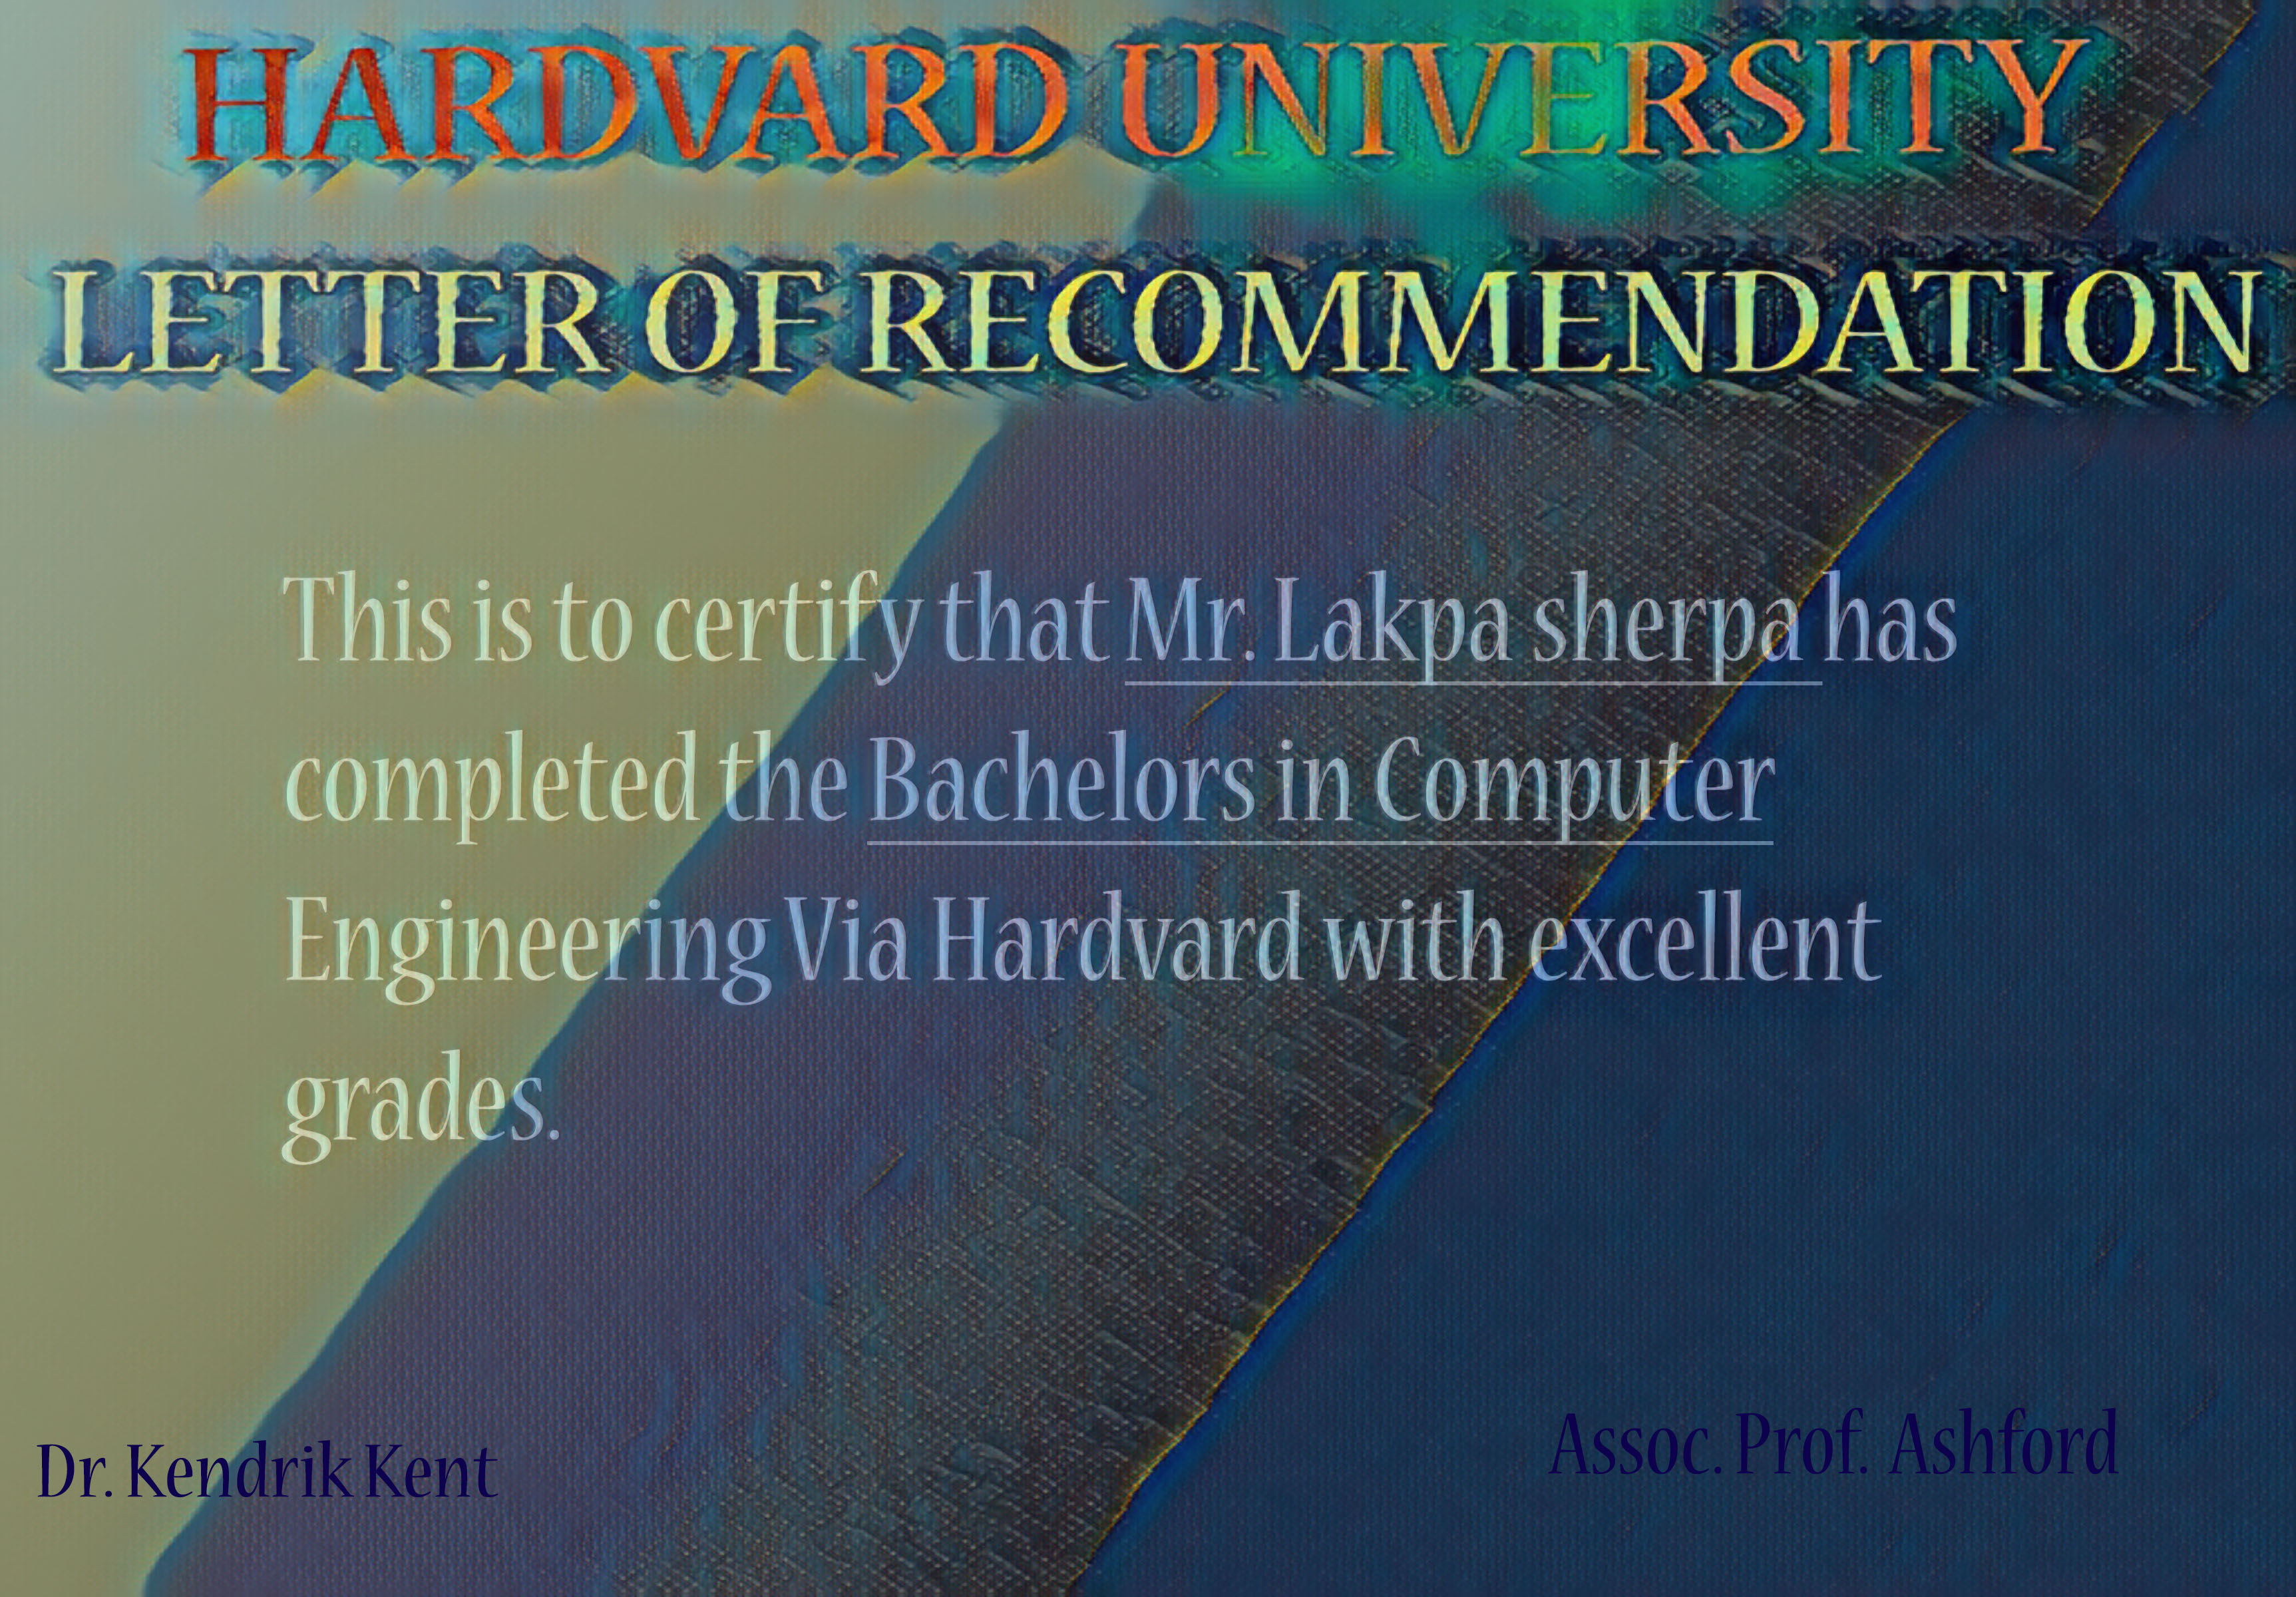 HARDVARD UNIVERSITY
LETTER OF RECOMMENDATION
This is to certify that Mr. Lakpa sherpa has
completed the Bachelors in Computer
Engineering Via Hardvard with excellent
grades.
Dr. Kendrik Kent
Assoc. Prof. Ashford